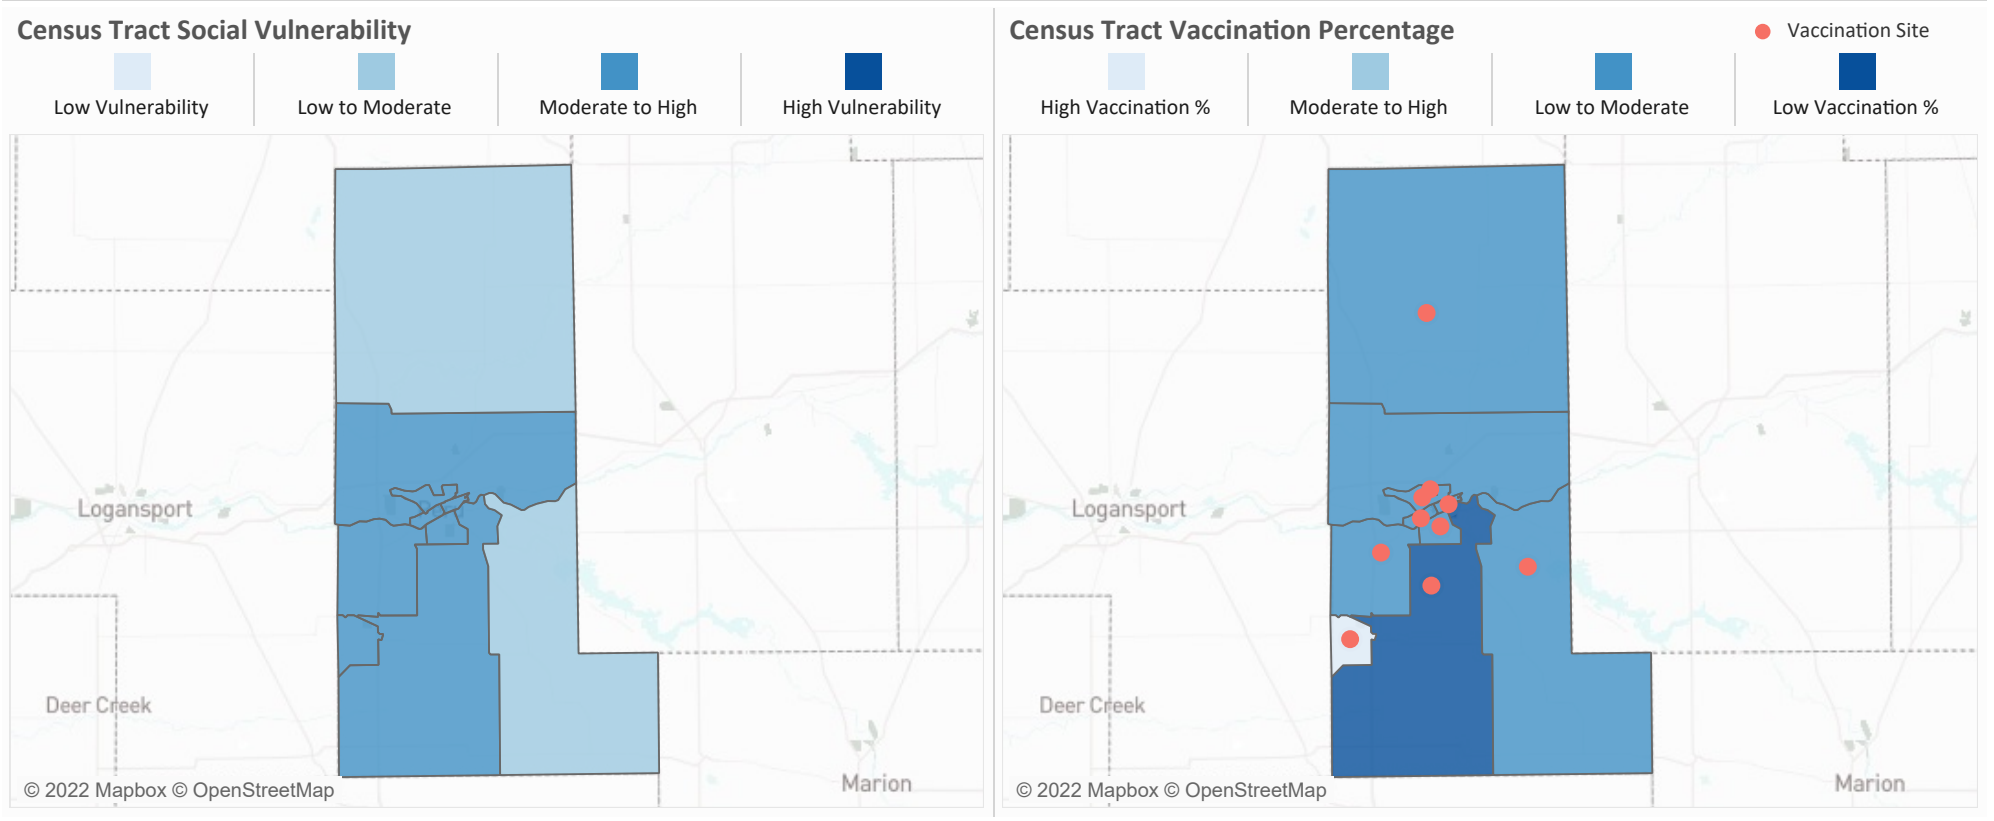 Census Tract Social Vulnerability
Low Vulnerability
Low to Moderate
Moderate to High
High Vulnerability
Logansport
Deer Creek
Marion
© 2022 Mapbox © OpenStreetMap
Census Tract Vaccination Percentage
Vaccination Site
High Vaccination %
Moderate to High
Low to Moderate
Low Vaccination %
Logansport
Deer Creek
Marion
© 2022 Mapbox © OpenStreetMap